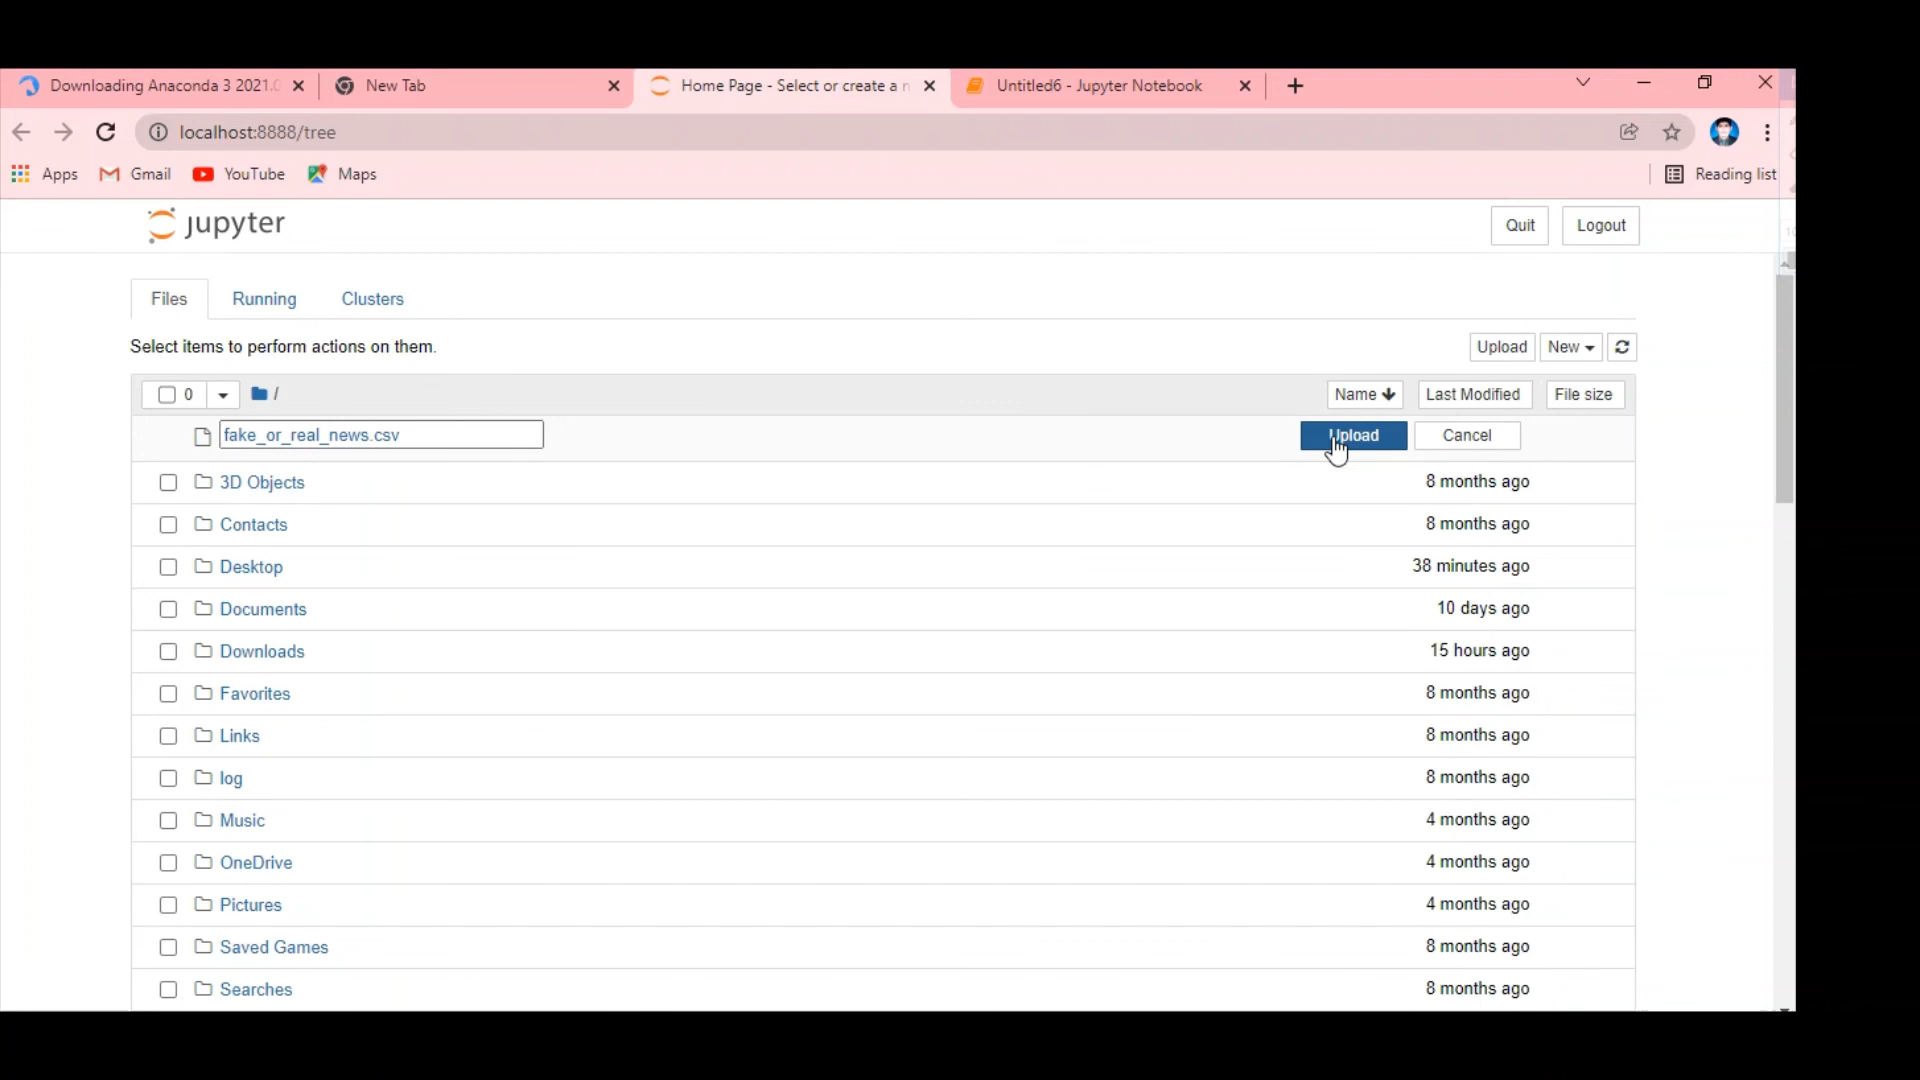 Downloading Anaconda 3 2021.0
New Tab
Home Page - Select or create a n
Untitled6 - Jupyter Notebook
localhost:8888/tree
Apps Gmail YouTube Maps Reading list
jupyter Quit Logout
Files Running Clusters
Select items to perform actions on them. Upload New
0 / Name Last Modified File size
fake_or_real_news.csv Upload Cancel
3D Objects 8 months ago
Contacts 8 months ago
Desktop 38 minutes ago
Documents 10 days ago
Downloads 15 hours ago
Favorites 8 months ago
Links 8 months ago
log 8 months ago
Music 4 months ago
OneDrive 4 months ago
Pictures 4 months ago
Saved Games 8 months ago
Searches 8 months ago